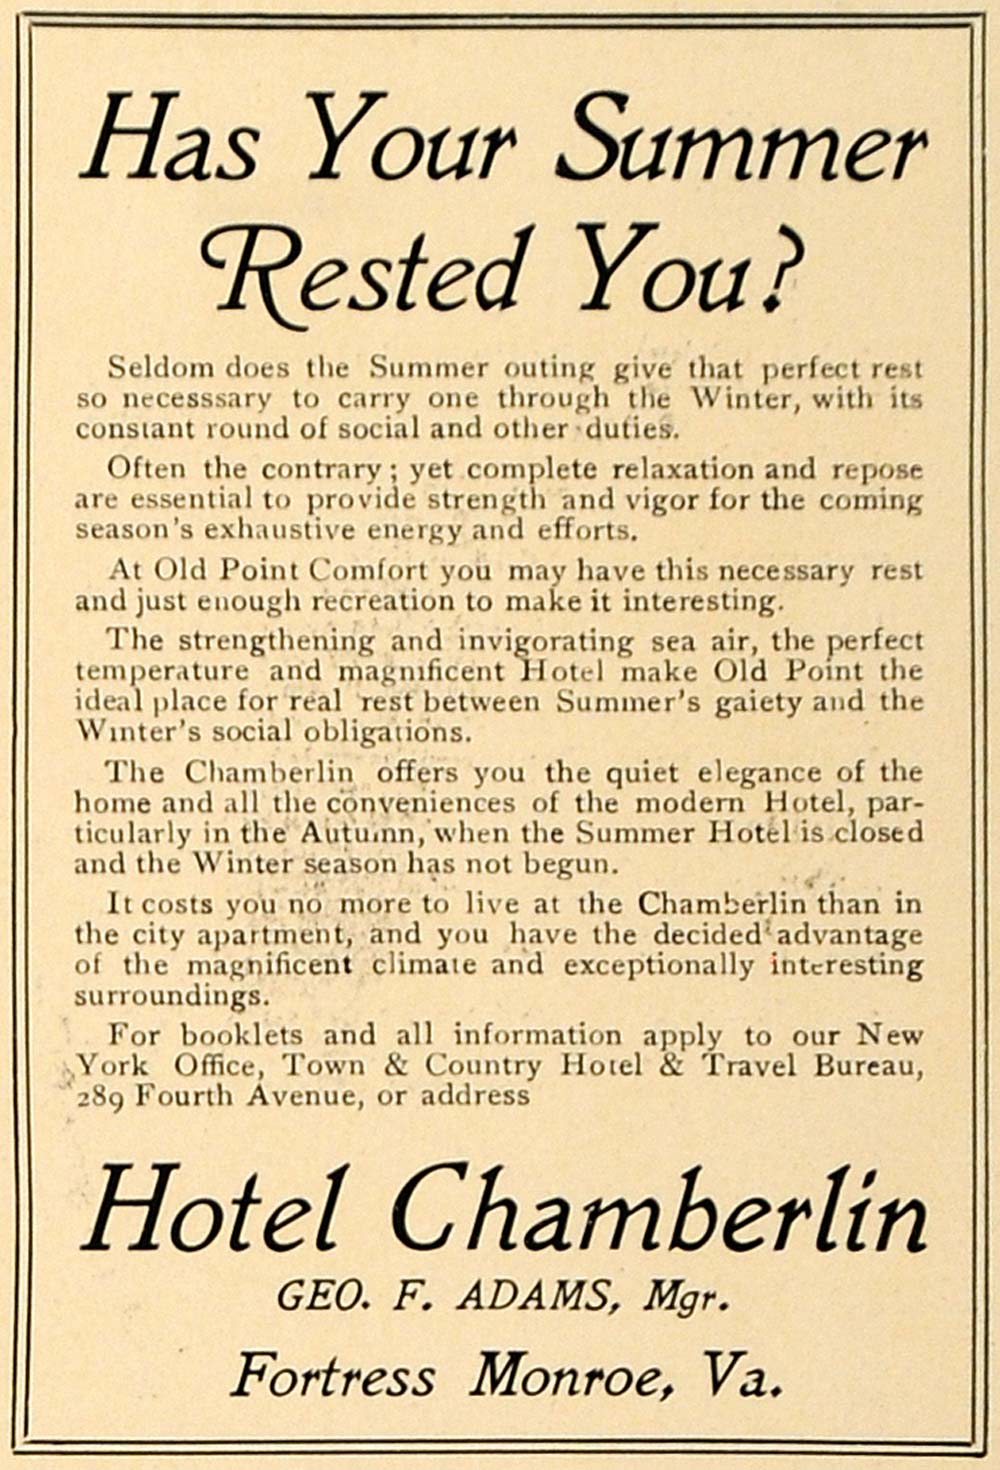 Has Your Summer
Rested You?
Seldom does the Summer outing give that perfect rest
so necesssary to carry one through the Winter, with its
constant round of social and other duties.
Often the contrary; yet complete relaxation and repose
are essential to provide strength and vigor for the coming
season's exhaustive energy and efforts.
At Old Point Comfort you may have this necessary rest
and just enough recreation to make it interesting.
The strengthening and invigorating sea air, the perfect
temperature and magnificent Hotel make Old Point the
ideal place for real rest between Summer's gaiety and the
Winter's social obligations.
The Chamberlin offers you the quiet elegance of the
home and all the conveniences of the modern Hotel, par-
ticularly in the Autumn, when the Summer Hotel is closed
and the Winter season has not begun.
It costs you no more to live at the Chamberlin than in
the city apartment, and you have the decided advantage
of the magnificent climate and exceptionally interesting
surroundings.
For booklets and all information apply to our New
York Office, Town & Country Hotel & Travel Bureau,
289 Fourth Avenue, or address
Hotel Chamberlin
GEO. F. ADAMS, Mgr.
Fortress Monroe, Va.